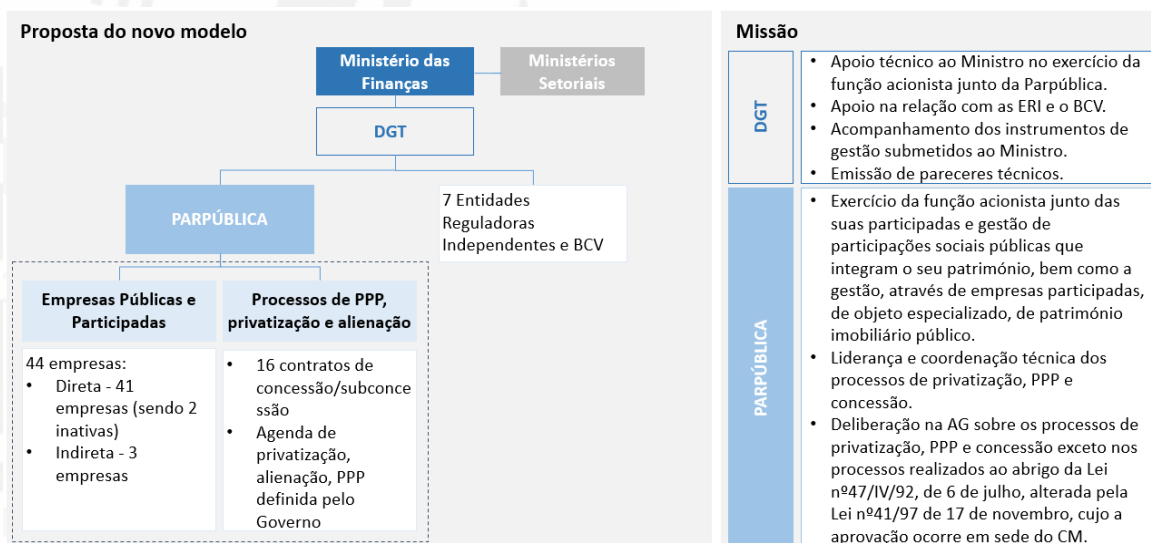 Proposta do novo modelo
Ministério das
Finanças
Ministérios
Setoriais
DGT
PARPÚBLICA
7 Entidades
Reguladoras
Independentes e BCV
Empresas Públicas e
Participadas
Processos de PPP,
privatização e alienação
44 empresas:
• Direta - 41
empresas (sendo 2
inativas)
• Indireta - 3
empresas
• 16 contratos de
concessão/subconce
ssão
• Agenda de
privatização,
alienação, PPP
definida pelo
Governo
Missão
DGT
• Apoio técnico ao Ministro no exercício da
função acionista junto da Parpública.
• Apoio na relação com as ERI e o BCV.
• Acompanhamento dos instrumentos de
gestão submetidos ao Ministro.
• Emissão de pareceres técnicos.
PARPÚBLICA
• Exercício da função acionista junto das
suas participadas e gestão de
participações sociais públicas que
integram o seu património, bem como a
gestão, através de empresas participadas,
de objeto especializado, de património
imobiliário público.
• Liderança e coordenação técnica dos
processos de privatização, PPP e
concessão.
• Deliberação na AG sobre os processos de
privatização, PPP e concessão exceto nos
processos realizados ao abrigo da Lei
nº47/IV/92, de 6 de julho, alterada pela
Lei nº41/97 de 17 de novembro, cujo a
aprovação ocorre em sede do CM.